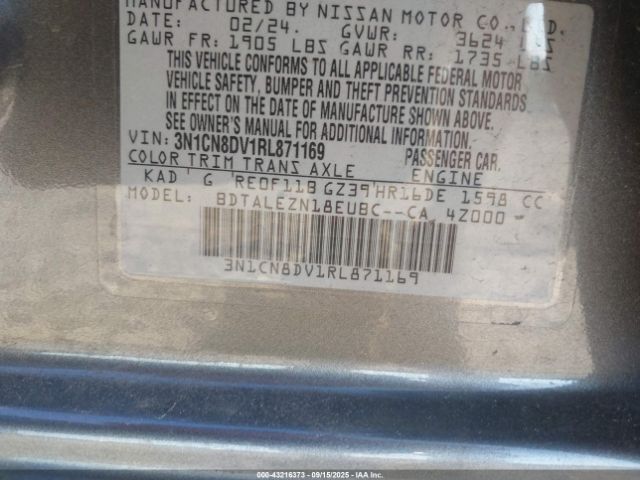 MANUFACTURED BY NISSAN MOTOR CO., LTD.
DATE: 02/24. GVWR: 3624 LBS
GAWR FR: 1905 LBS GAWR RR: 1735 LBS
THIS VEHICLE CONFORMS TO ALL APPLICABLE FEDERAL MOTOR
VEHICLE SAFETY, BUMPER AND THEFT PREVENTION STANDARDS
IN EFFECT ON THE DATE OF MANUFACTURE SHOWN ABOVE.
SEE OWNER'S MANUAL FOR ADDITIONAL INFORMATION
VIN: 3N1CN8DV1RL871169 PASSENGER CAR.
COLOR TRIM TRANS AXLE ENGINE
KAD G RE0F11B GZ39 HR16DE 1598 CC
MODEL: BDTALEZN18EUBC--CA 4Z000
3N1CN8DV1RL871169
000-43216373 - 09/15/2025 - IAAC